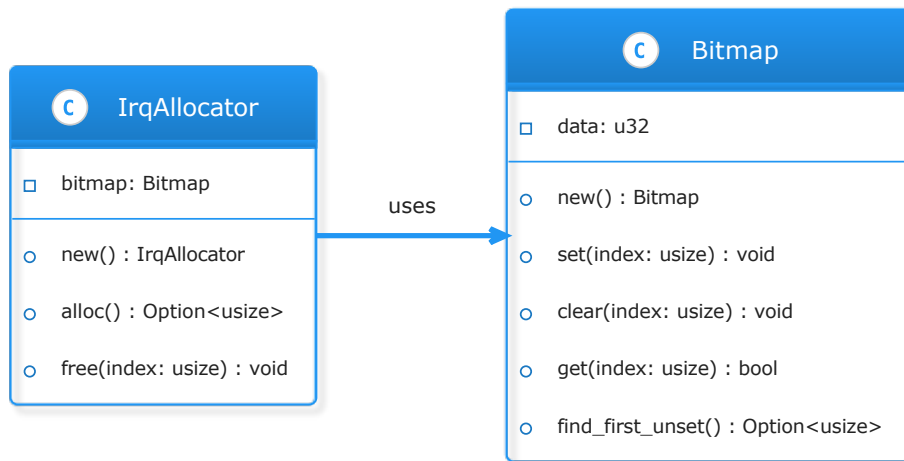 C IrqAllocator
bitmap: Bitmap
new() : IrqAllocator
alloc() : Option<usize>
free(index: usize) : void
uses
C Bitmap
data: u32
new() : Bitmap
set(index: usize) : void
clear(index: usize) : void
get(index: usize) : bool
find_first_unset() : Option<usize>